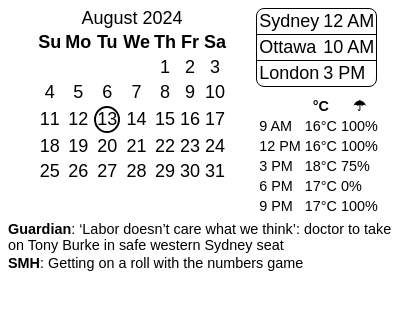 August 2024
Su Mo Tu We Th Fr Sa
1 2 3
4 5 6 7 8 9 10
11 12 13 14 15 16 17
18 19 20 21 22 23 24
25 26 27 28 29 30 31
Sydney 12 AM
Ottawa 10 AM
London 3 PM
°C ☂
9 AM 16°C 100%
12 PM 16°C 100%
3 PM 18°C 75%
6 PM 17°C 0%
9 PM 17°C 100%
Guardian: ‘Labor doesn’t care what we think’: doctor to take
on Tony Burke in safe western Sydney seat
SMH: Getting on a roll with the numbers game